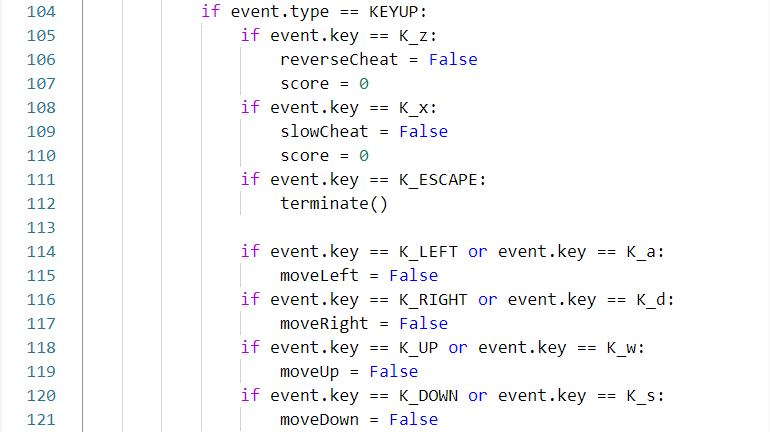 104 if event.type == KEYUP:
105 if event.key == K_z:
106 reverseCheat = False
107 score = 0
108 if event.key == K_x:
109 slowCheat = False
110 score = 0
111 if event.key == K_ESCAPE:
112 terminate()
113
114 if event.key == K_LEFT or event.key == K_a:
115 moveLeft = False
116 if event.key == K_RIGHT or event.key == K_d:
117 moveRight = False
118 if event.key == K_UP or event.key == K_w:
119 moveUp = False
120 if event.key == K_DOWN or event.key == K_s:
121 moveDown = False